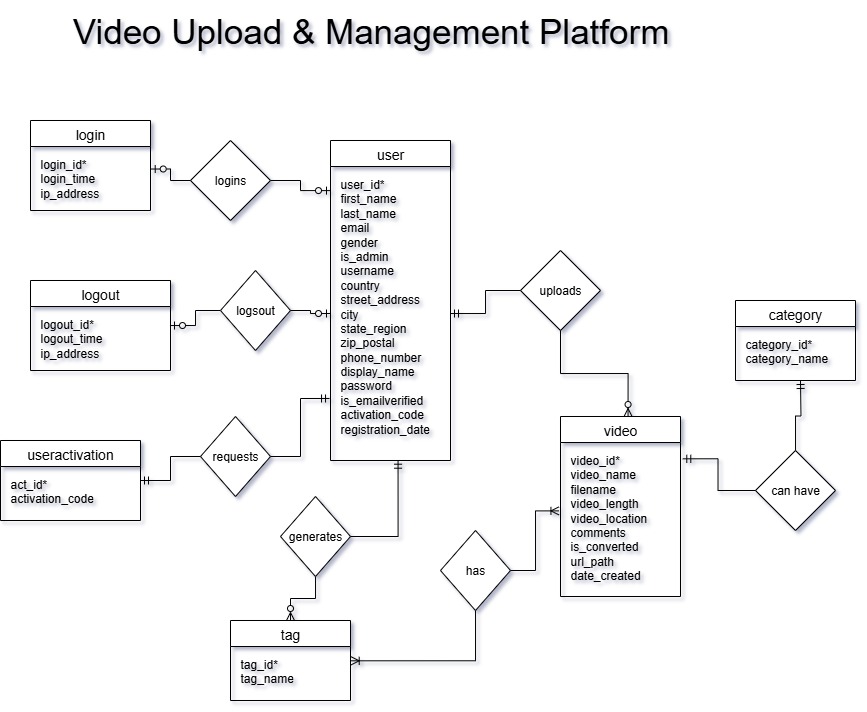 Video Upload & Management Platform
login
login_id*
login_time
ip_address
logins
user
user_id*
first_name
last_name
email
gender
is_admin
username
country
street_address
city
state_region
zip_postal
phone_number
display_name
password
is_emailverified
activation_code
registration_date
logout
logout_id*
logout_time
ip_address
logsout
uploads
category
category_id*
category_name
useractivation
act_id*
activation_code
requests
video
video_id*
video_name
filename
video_length
video_location
comments
is_converted
url_path
date_created
can have
generates
has
tag
tag_id*
tag_name